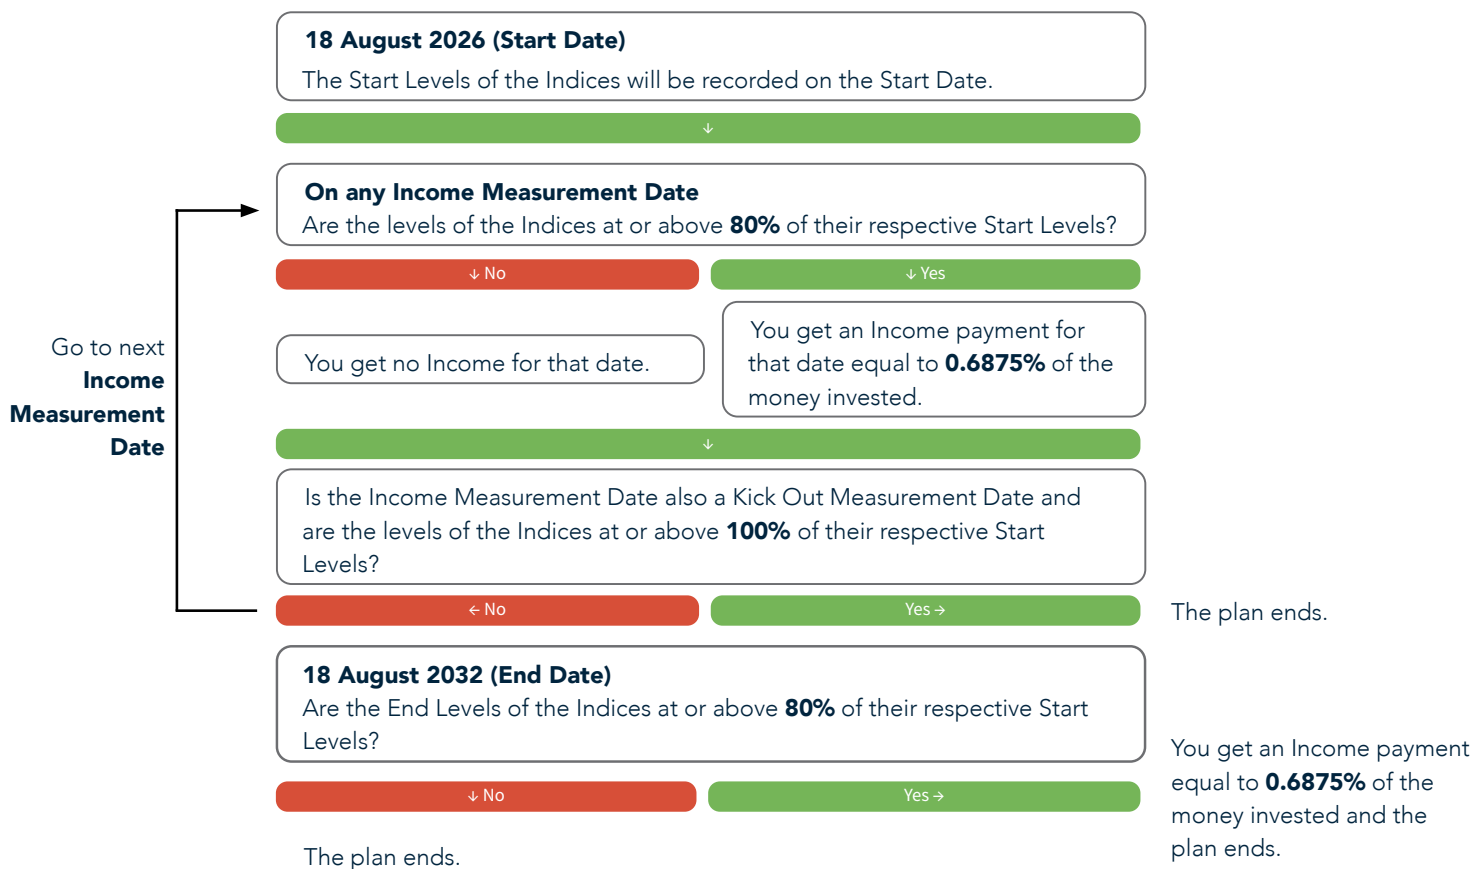 18 August 2026 (Start Date)
The Start Levels of the Indices will be recorded on the Start Date.
↓
On any Income Measurement Date
Are the levels of the Indices at or above 80% of their respective Start Levels?
↓ No
↓ Yes
Go to next
Income
Measurement
Date
You get no Income for that date.
You get an Income payment for
that date equal to 0.6875% of the
money invested.
↓
Is the Income Measurement Date also a Kick Out Measurement Date and
are the levels of the Indices at or above 100% of their respective Start
Levels?
← No
Yes →
The plan ends.
18 August 2032 (End Date)
Are the End Levels of the Indices at or above 80% of their respective Start
Levels?
↓ No
Yes →
You get an Income payment
equal to 0.6875% of the
money invested and the
plan ends.
The plan ends.